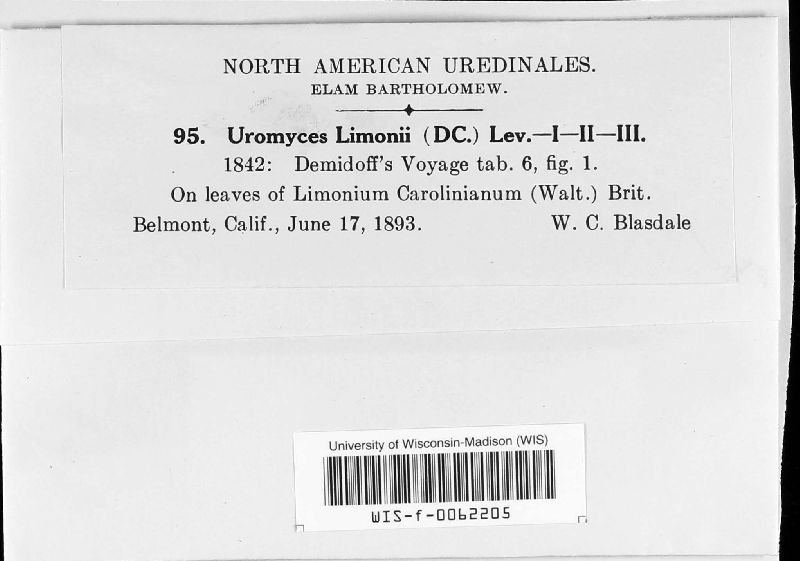 NORTH AMERICAN UREDINALES.
ELAM BARTHOLOMEW.
95. Uromyces Limonii (DC.) Lev.—I—II—III.
1842: Demidoff's Voyage tab. 6, fig. 1.
On leaves of Limonium Carolinianum (Walt.) Brit.
Belmont, Calif., June 17, 1893. W. C. Blasdale
University of Wisconsin-Madison (WIS)
WIS-f-0062205